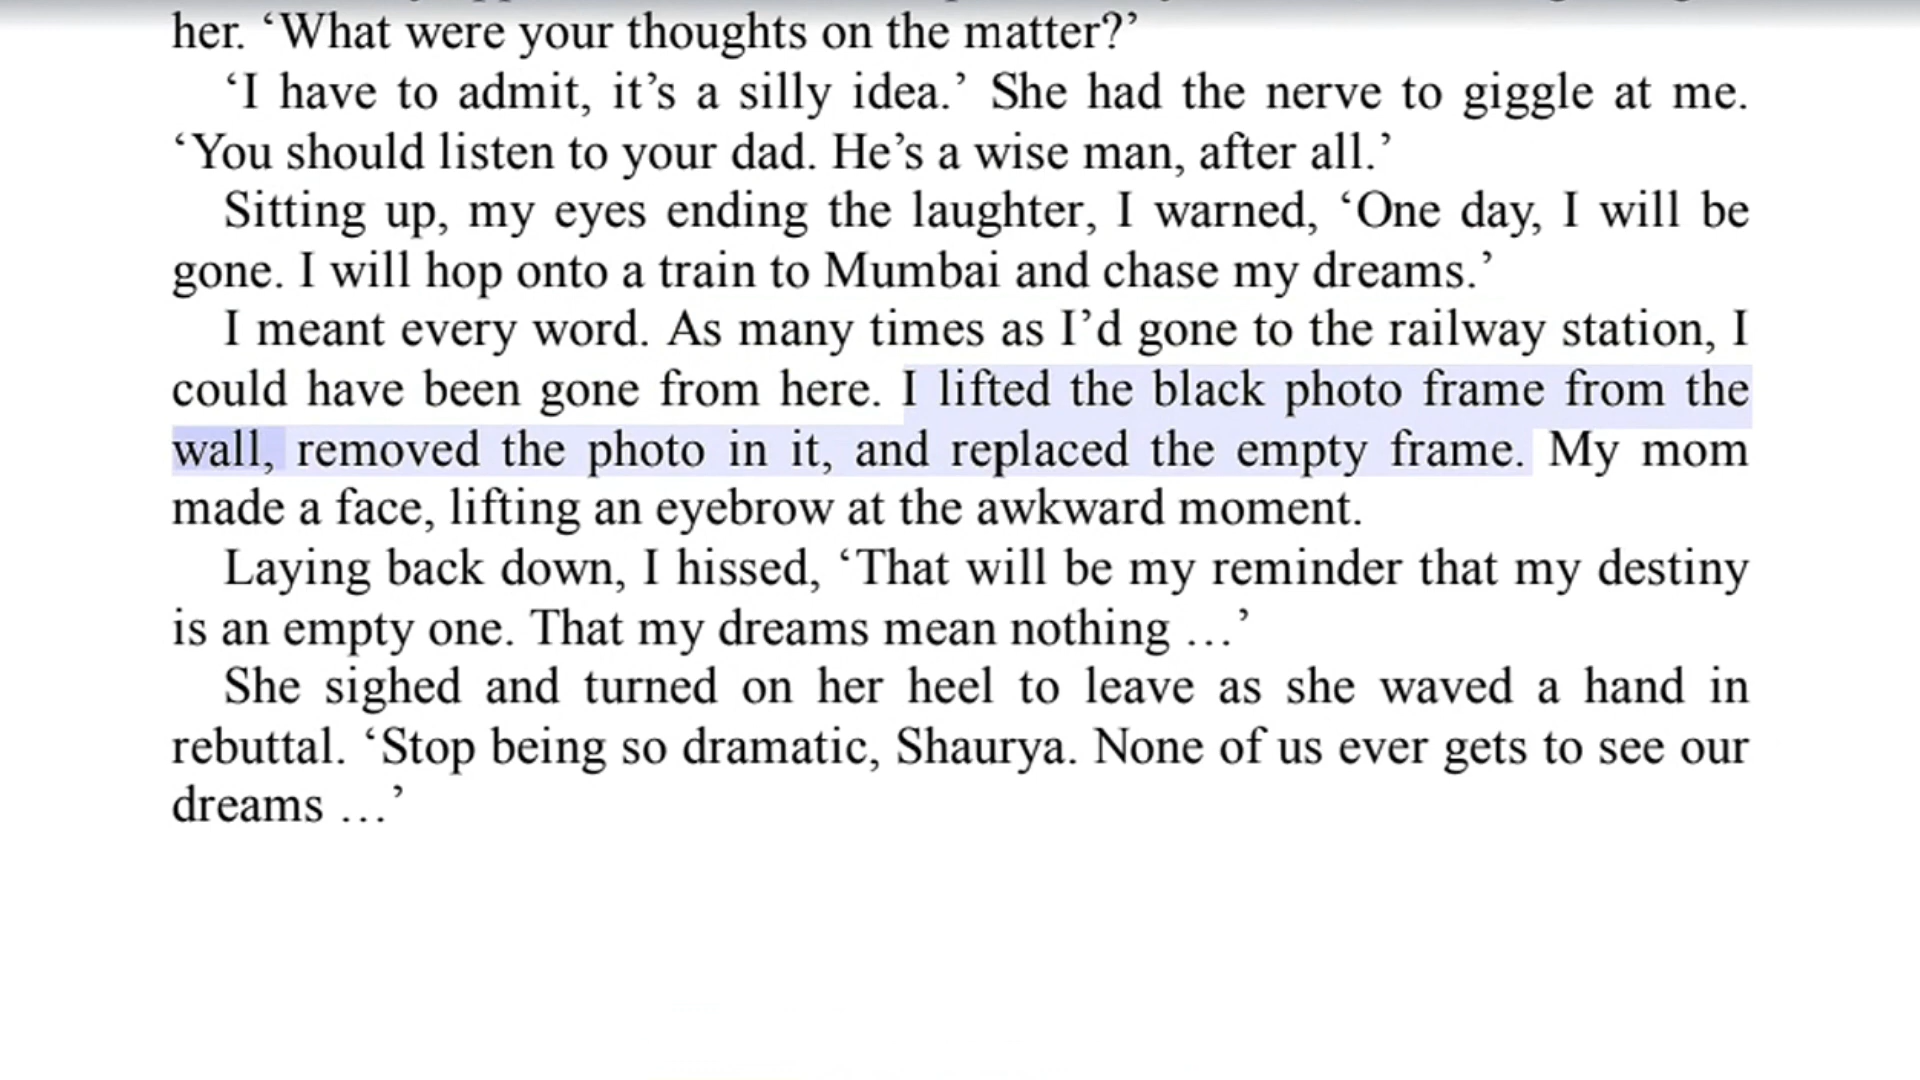 her. ‘What were your thoughts on the matter?’
‘I have to admit, it’s a silly idea.’ She had the nerve to giggle at me.
‘You should listen to your dad. He’s a wise man, after all.’
Sitting up, my eyes ending the laughter, I warned, ‘One day, I will be
gone. I will hop onto a train to Mumbai and chase my dreams.’
I meant every word. As many times as I’d gone to the railway station, I
could have been gone from here. I lifted the black photo frame from the
wall, removed the photo in it, and replaced the empty frame. My mom
made a face, lifting an eyebrow at the awkward moment.
Laying back down, I hissed, ‘That will be my reminder that my destiny
is an empty one. That my dreams mean nothing …’
She sighed and turned on her heel to leave as she waved a hand in
rebuttal. ‘Stop being so dramatic, Shaurya. None of us ever gets to see our
dreams …’